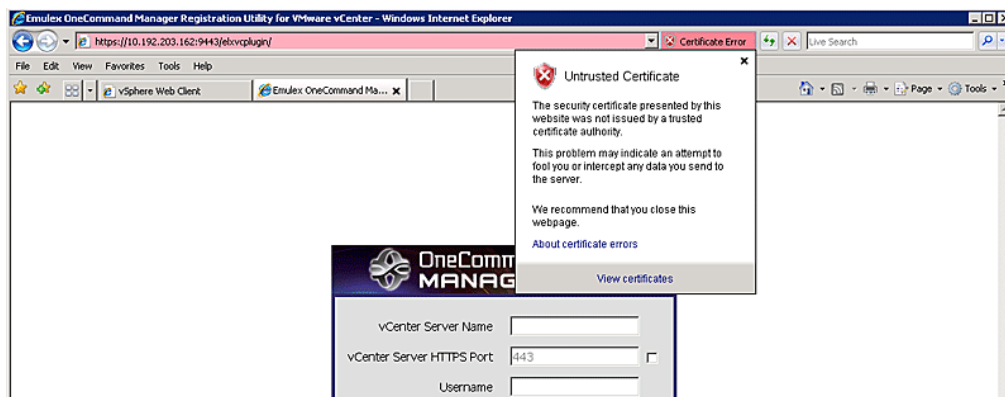 Emulex OneCommand Manager Registration Utility for VMware vCenter - Windows Internet Explorer
https://10.192.203.162:9443/elxvcplugin/
Certificate Error
Live Search
File Edit View Favorites Tools Help
vSphere Web Client
Emulex OneCommand Ma...
Page
Tools
Untrusted Certificate
The security certificate presented by this
website was not issued by a trusted
certificate authority.
This problem may indicate an attempt to
fool you or intercept any data you send to
the server.
We recommend that you close this
webpage.
About certificate errors
View certificates
OneComm
MANAG
vCenter Server Name
vCenter Server HTTPS Port 443
Username